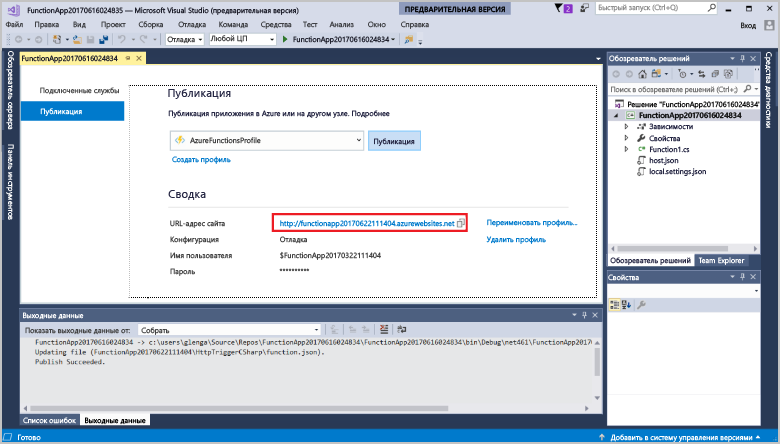 FunctionApp20170616024835 - Microsoft Visual Studio (предварительная версия)
ПРЕДВАРИТЕЛЬНАЯ ВЕРСИЯ
2
Быстрый запуск (Ctrl+Q)
Файл Правка Вид Проект Сборка Отладка Команда Средства Тест Анализ Окно Справка
Вход
Отладка Любой ЦП FunctionApp20170616024834
Обозреватель сервера
Панель инструментов
FunctionApp20170616024834
Подключенные службы
Публикация
Публикация
Публикация приложения в Azure или на другом узле. Подробнее
AzureFunctionsProfile
Публикация
Создать профиль
Сводка
URL-адрес сайта http://functionapp20170622111404.azurewebsites.net Переименовать профиль...
Конфигурация Отладка Удалить профиль
Имя пользователя $FunctionApp20170322111404
Пароль **********
Обозреватель решений
Поиск в обозревателе решений (Ctrl+;)
Решение "FunctionApp20170616024834"
FunctionApp20170616024834
Зависимости
Свойства
Function1.cs
host.json
local.settings.json
Обозреватель решений Team Explorer
Свойства
Средства диагностики
Выходные данные
Показать выходные данные от: Собрать
FunctionApp20170616024834 -> c:\users\glenga\Source\Repos\FunctionApp20170616024834\FunctionApp20170616024834\bin\Debug\net461\FunctionApp2017
Updating file (FunctionApp20170622111404\HttpTriggerCSharp\function.json).
Publish Succeeded.
Список ошибок Выходные данные
Готово
Добавить в систему управления версиями